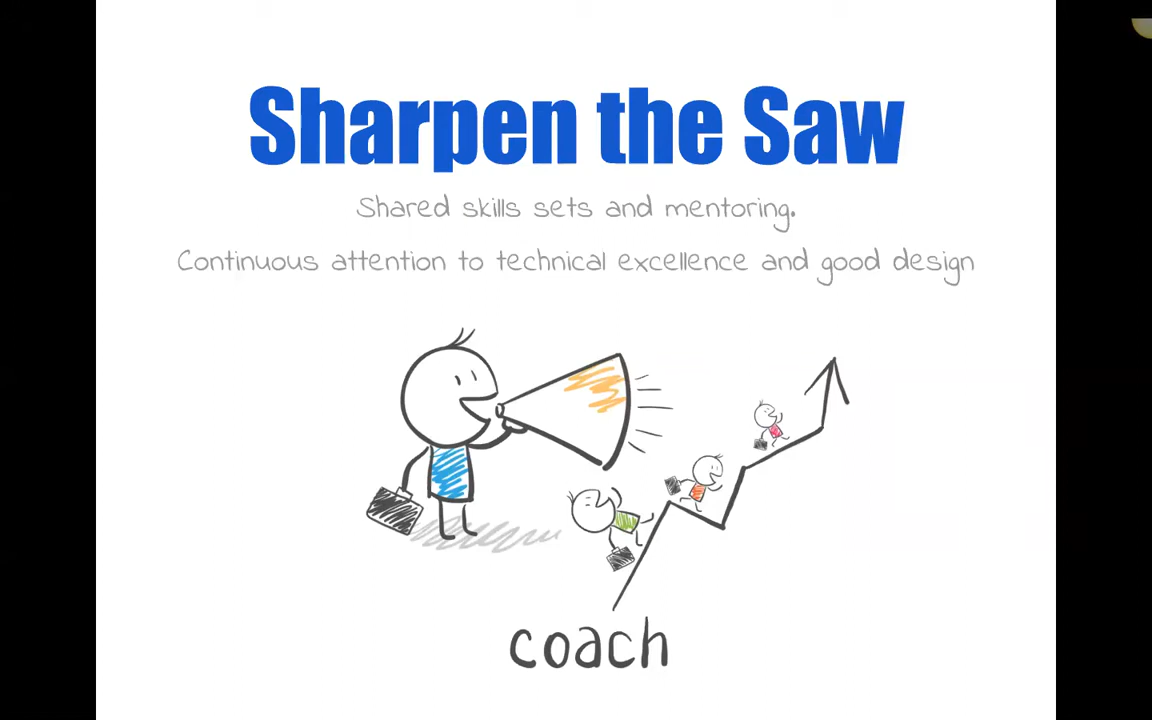 Sharpen the Saw
Shared skills sets and mentoring.
Continuous attention to technical excellence and good design
coach